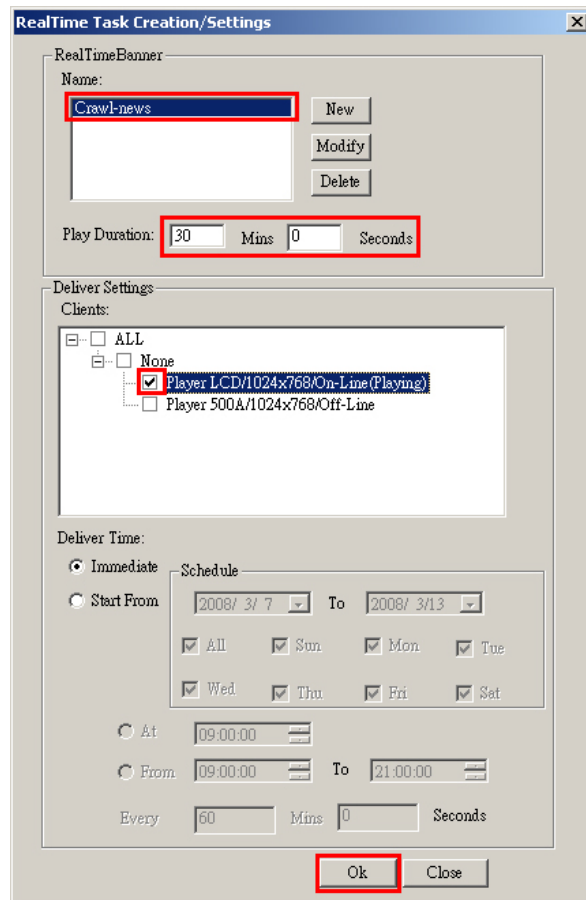 RealTime Task Creation/Settings
RealTimeBanner
Name:
Crawl-news
New
Modify
Delete
Play Duration: 30 Mins 0 Seconds
Deliver Settings
Clients:
ALL
None
Player LCD/1024x768/On-Line(Playing)
Player 500A/1024x768/Off-Line
Deliver Time:
Immediate
Schedule
Start From 2008/ 3/ 7 To 2008/ 3/13
All Sun Mon Tue
Wed Thu Fri Sat
At 09:00:00
From 09:00:00 To 21:00:00
Every 60 Mins 0 Seconds
Ok Close